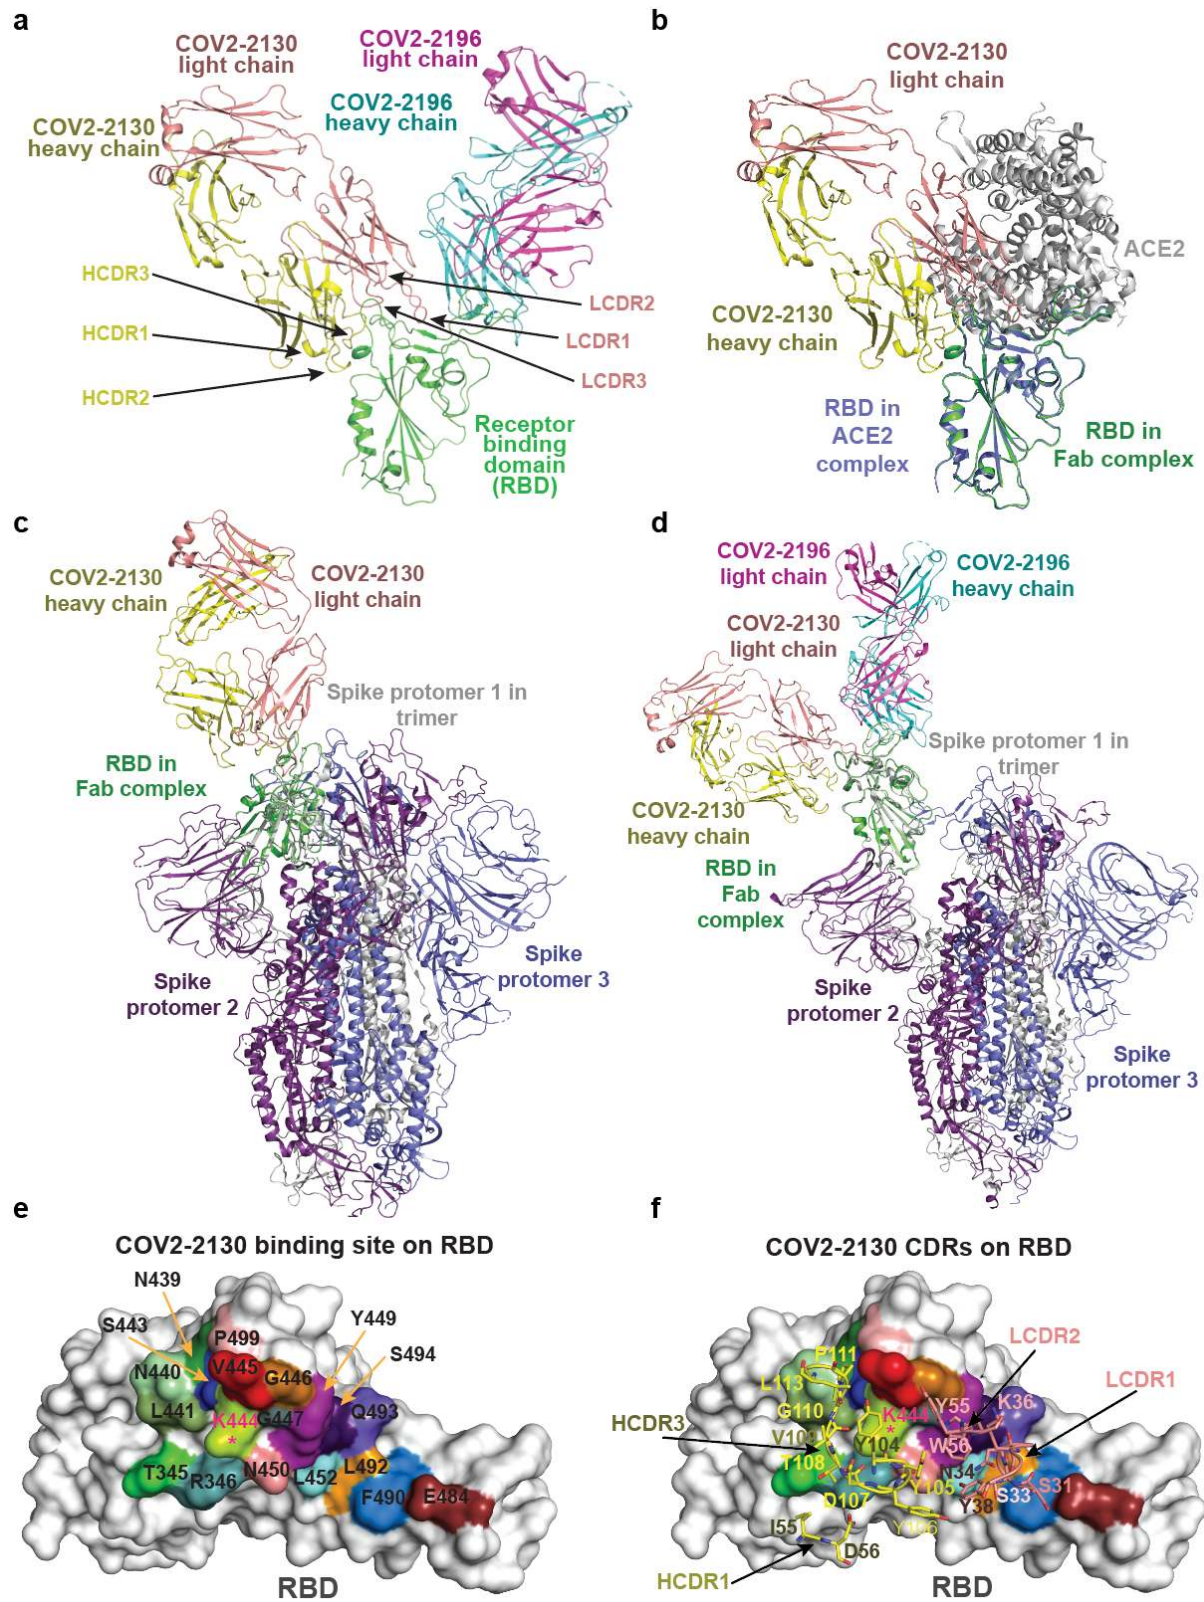 a
COV2-2130
light chain
COV2-2196
light chain
COV2-2196
heavy chain
COV2-2130
heavy chain
HCDR3
HCDR1
HCDR2
LCDR2
LCDR1
LCDR3
Receptor
binding
domain
(RBD)
b
COV2-2130
light chain
ACE2
COV2-2130
heavy chain
RBD in
ACE2
complex
RBD in
Fab complex
c
COV2-2130
heavy chain
COV2-2130
light chain
Spike protomer 1 in
trimer
RBD in
Fab complex
Spike
protomer 2
Spike
protomer 3
d
COV2-2196
light chain
COV2-2196
heavy chain
COV2-2130
light chain
Spike protomer 1 in
trimer
COV2-2130
heavy chain
RBD in
Fab
complex
Spike
protomer 2
Spike
protomer 3
e
COV2-2130 binding site on RBD
N439
S443
Y449
S494
P499
V445
G446
N440
L441
K444
*
G447
Q493
T345
R346
N450
L452
L492
F490
E484
RBD
f
COV2-2130 CDRs on RBD
LCDR2
LCDR1
P111
L113
G110
K444
*
Y55
K36
HCDR3
V109
Y104
W56
T108
Y105
N34
S31
D107
Y38
S33
I55
Y106
D56
HCDR1
RBD